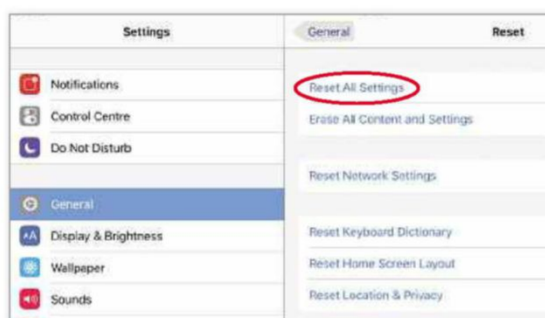 Settings
Notifications
Control Centre
Do Not Disturb
General
Display & Brightness
Wallpaper
Sounds
General
Reset
Reset All Settings
Erase All Content and Settings
Reset Network Settings
Reset Keyboard Dictionary
Reset Home Screen Layout
Reset Location & Privacy